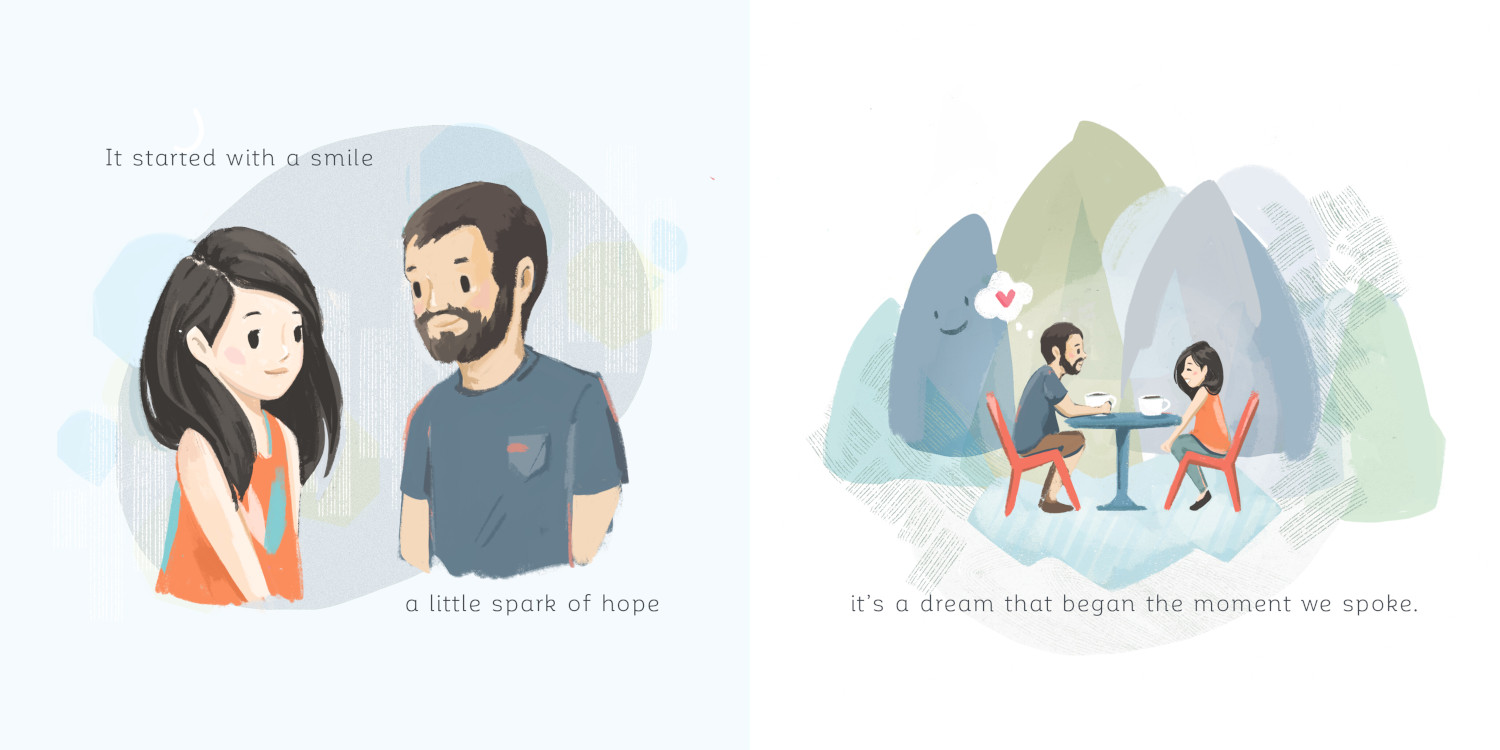 It started with a smile
a little spark of hope
it's a dream that began the moment we spoke.